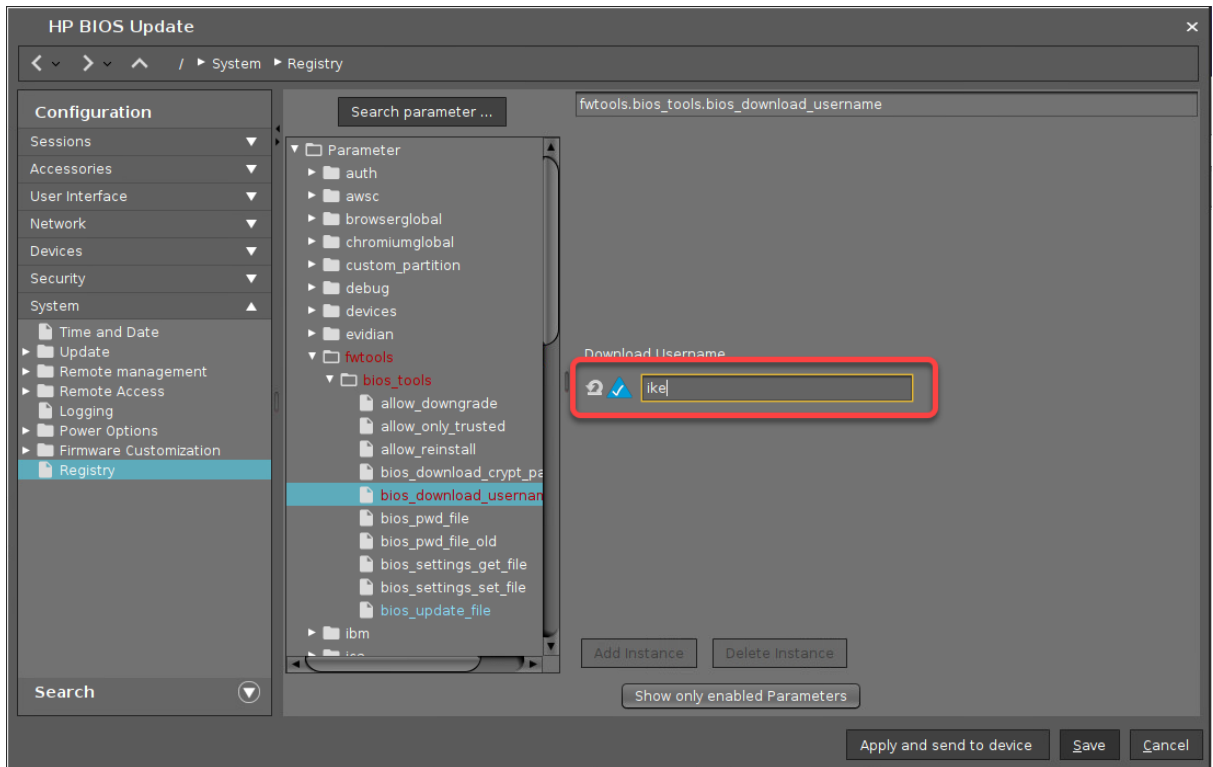 HP BIOS Update
/ System Registry
Configuration
Sessions
Accessories
User Interface
Network
Devices
Security
System
Time and Date
Update
Remote management
Remote Access
Logging
Power Options
Firmware Customization
Registry
Search
Search parameter ...
Parameter
auth
awsc
browserglobal
chromiumglobal
custom_partition
debug
devices
evidian
fwtools
bios_tools
allow_downgrade
allow_only_trusted
allow_reinstall
bios_download_crypt_pa
bios_download_usernam
bios_pwd_file
bios_pwd_file_old
bios_settings_get_file
bios_settings_set_file
bios_update_file
ibm
fwtools.bios_tools.bios_download_username
Download Username
ike
Add Instance Delete Instance
Show only enabled Parameters
Apply and send to device Save Cancel